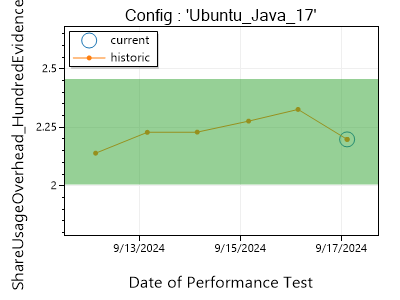 Config : 'Ubuntu_Java_17'
current
historic
ShareUsageOverhead_HundredEvidence
2.5
2.25
2
9/13/2024
9/15/2024
9/17/2024
Date of Performance Test